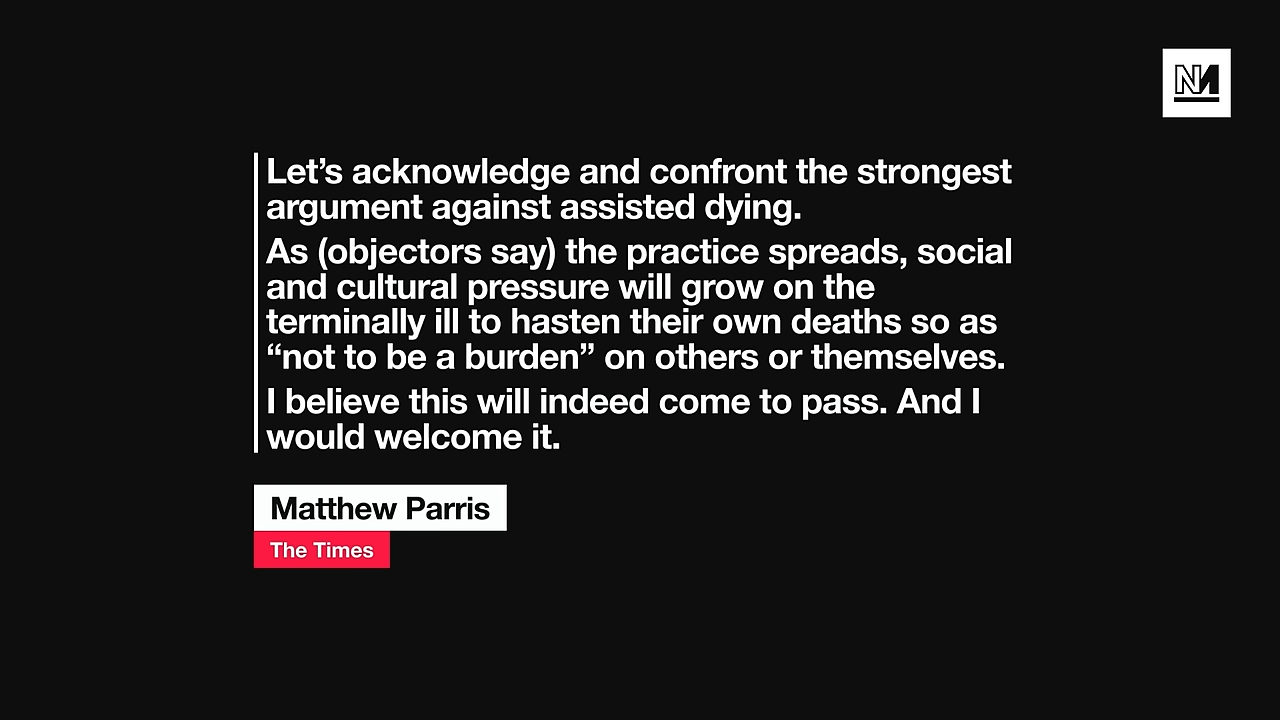 NM
Let’s acknowledge and confront the strongest
argument against assisted dying.
As (objectors say) the practice spreads, social
and cultural pressure will grow on the
terminally ill to hasten their own deaths so as
“not to be a burden” on others or themselves.
I believe this will indeed come to pass. And I
would welcome it.
Matthew Parris
The Times